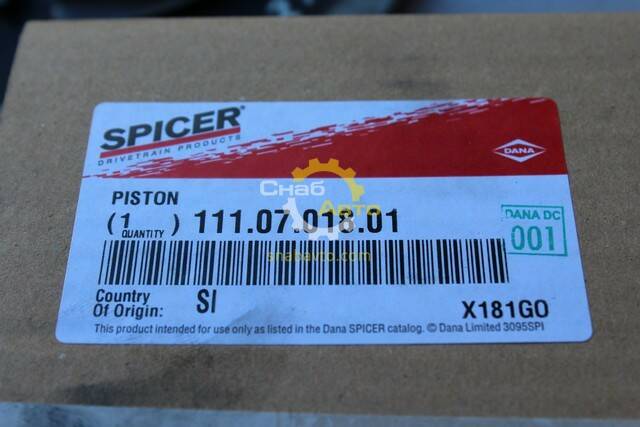 SPICER®
DRIVETRAIN PRODUCTS
DANA
PISTON
(1) 111.07.018.01
QUANTITY
DANA DC
001
Снаб
Авто
snabavto.com
Country
Of Origin: SI
X181GO
This product intended for use only as listed in the Dana SPICER catalog. © Dana Limited 3095SPI